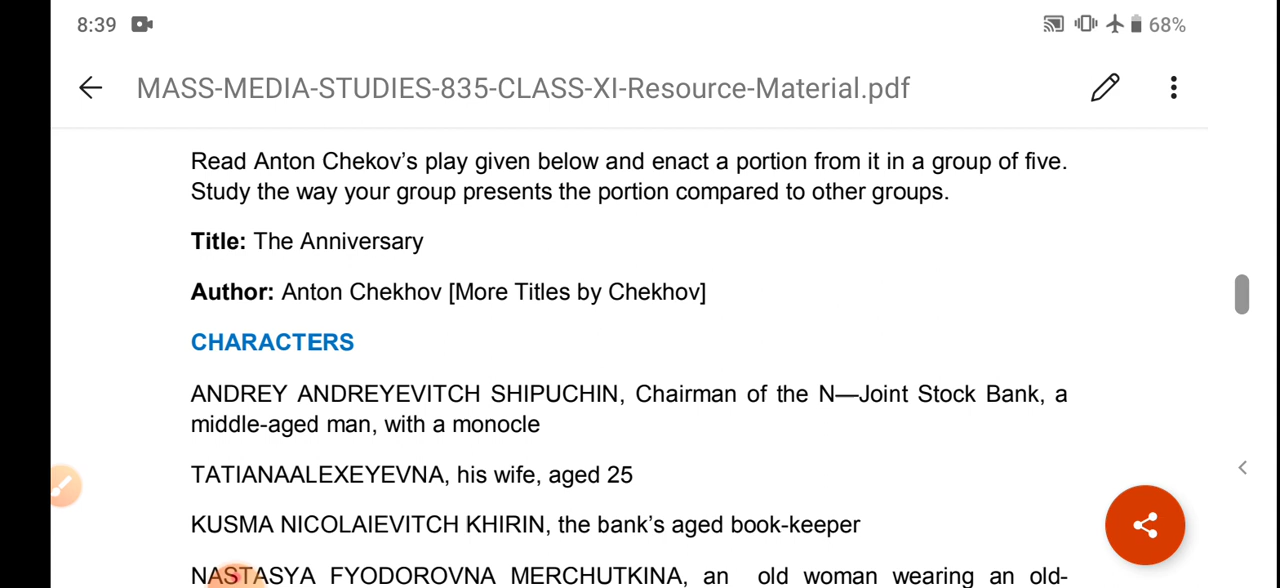 8:39
68%
MASS-MEDIA-STUDIES-835-CLASS-XI-Resource-Material.pdf
Read Anton Chekov’s play given below and enact a portion from it in a group of five.
Study the way your group presents the portion compared to other groups.
Title: The Anniversary
Author: Anton Chekhov [More Titles by Chekhov]
CHARACTERS
ANDREY ANDREYEVITCH SHIPUCHIN, Chairman of the N—Joint Stock Bank, a
middle-aged man, with a monocle
TATIANAALEXEYEVNA, his wife, aged 25
KUSMA NICOLAIEVITCH KHIRIN, the bank’s aged book-keeper
NASTASYA FYODOROVNA MERCHUTKINA, an old woman wearing an old-